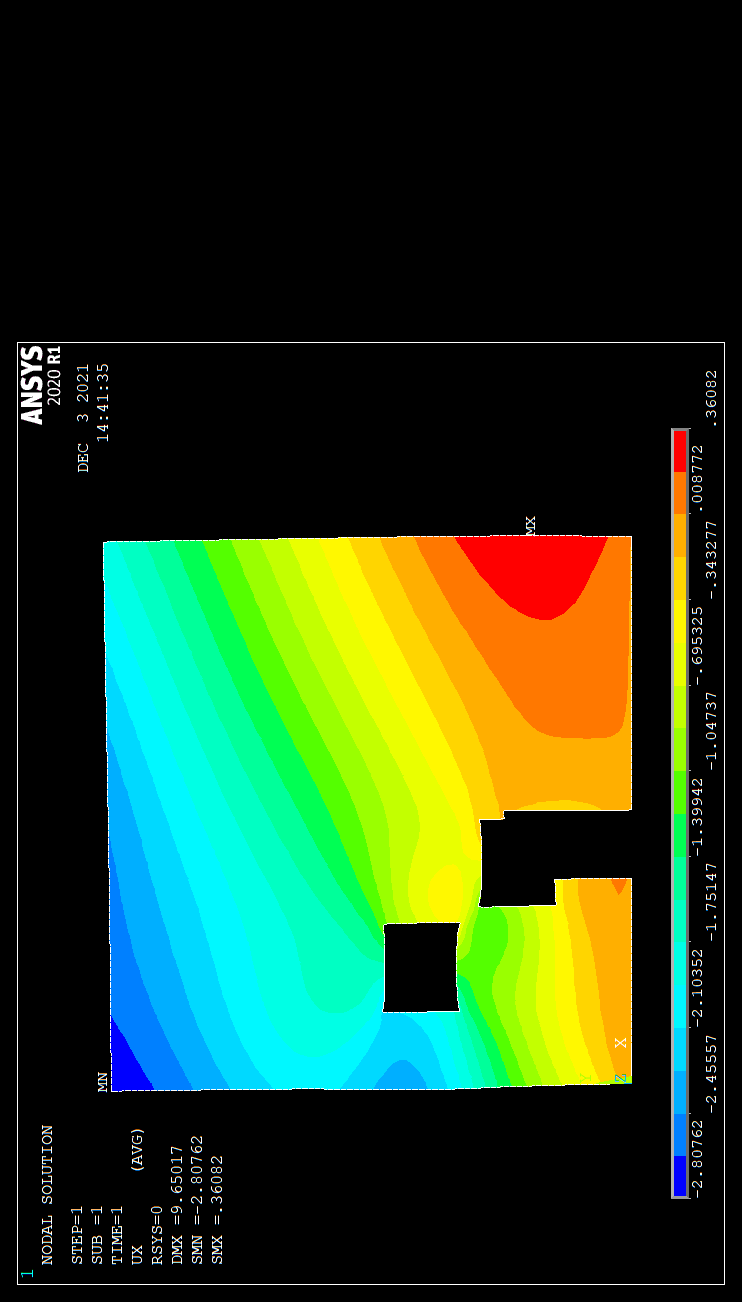 1
NODAL SOLUTION
STEP=1
SUB =1
TIME=1
UX (AVG)
RSYS=0
DMX =9.65017
SMN =-2.80762
SMX =.36082
ANSYS
2020 R1
DEC 3 2021
14:41:35
MN
MX
Y
Z X
-2.80762
-2.45557
-2.10352
-1.75147
-1.39942
-1.04737
-.695325
-.343277
.008772
.36082